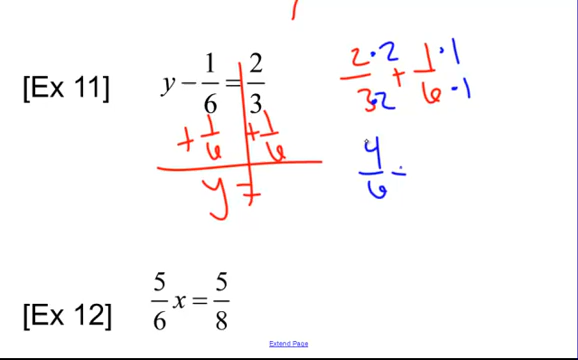 [Ex 11] y − 1/6 = 2/3
+ 1/6 + 1/6
y =
2·2/3·2 + 1·1/6·1
4/6 ÷
[Ex 12] 5/6 x = 5/8
Extend Page